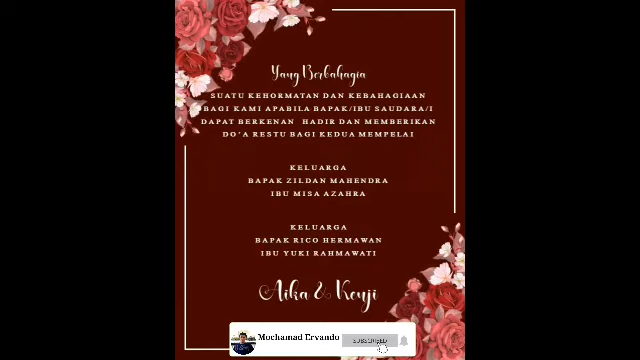 Yang Berbahagia
SUATU KEHORMATAN DAN KEBAHAGIAAN
BAGI KAMI APABILA BAPAK/IBU SAUDARA/I
DAPAT BERKENAN HADIR DAN MEMBERIKAN
DO'A RESTU BAGI KEDUA MEMPELAI
KELUARGA
BAPAK ZILDAN MAHENDRA
IBU MISA AZAHRA
KELUARGA
BAPAK RICO HERMAWAN
IBU YUKI RAHMAWATI
Aika & Kenji
Mochamad Ervando
SUBSCRIBED